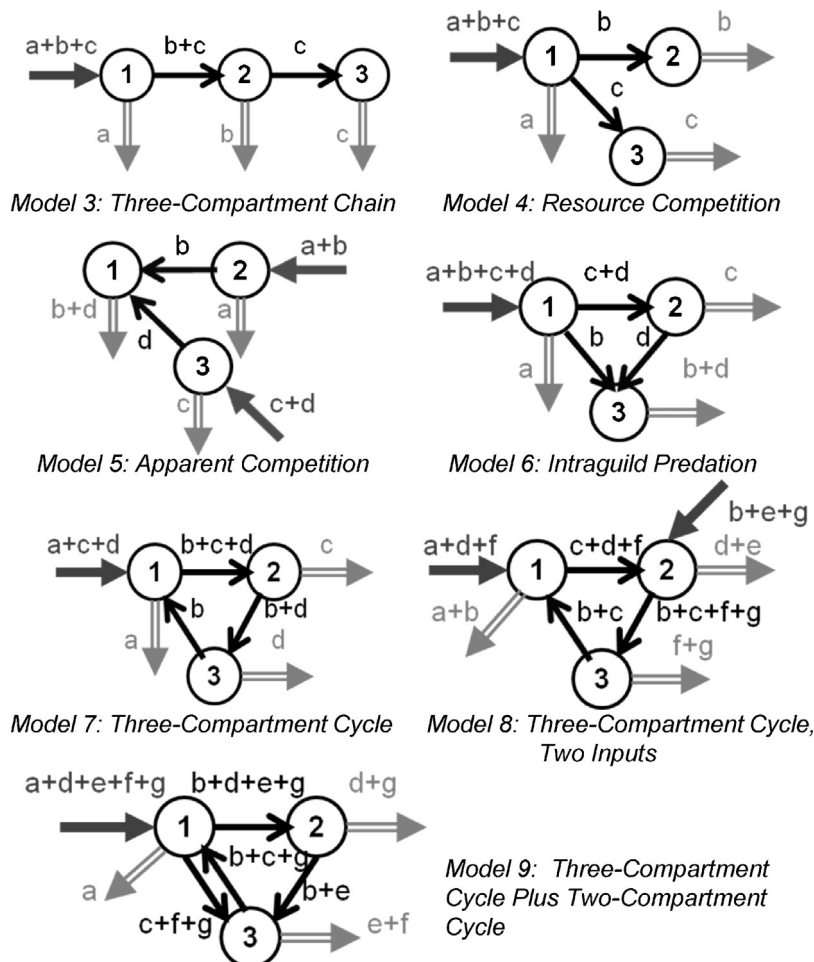 a+b+c
b+c
c
1
2
3
a
b
c
Model 3: Three-Compartment Chain
a+b+c
b
b
1
2
c
a
c
3
Model 4: Resource Competition
b
a+b
1
2
b+d
a
d
3
c
c+d
Model 5: Apparent Competition
a+b+c+d
c+d
c
1
2
b
d
a
b+d
3
Model 6: Intraguild Predation
a+c+d
b+c+d
c
1
2
b
b+d
a
d
3
Model 7: Three-Compartment Cycle
b+e+g
a+d+f
c+d+f
d+e
1
2
a+b
b+c
b+c+f+g
f+g
3
Model 8: Three-Compartment Cycle,
Two Inputs
a+d+e+f+g
b+d+e+g
d+g
1
2
b+c+g
a
b+e
c+f+g
3
e+f
Model 9: Three-Compartment
Cycle Plus Two-Compartment
Cycle